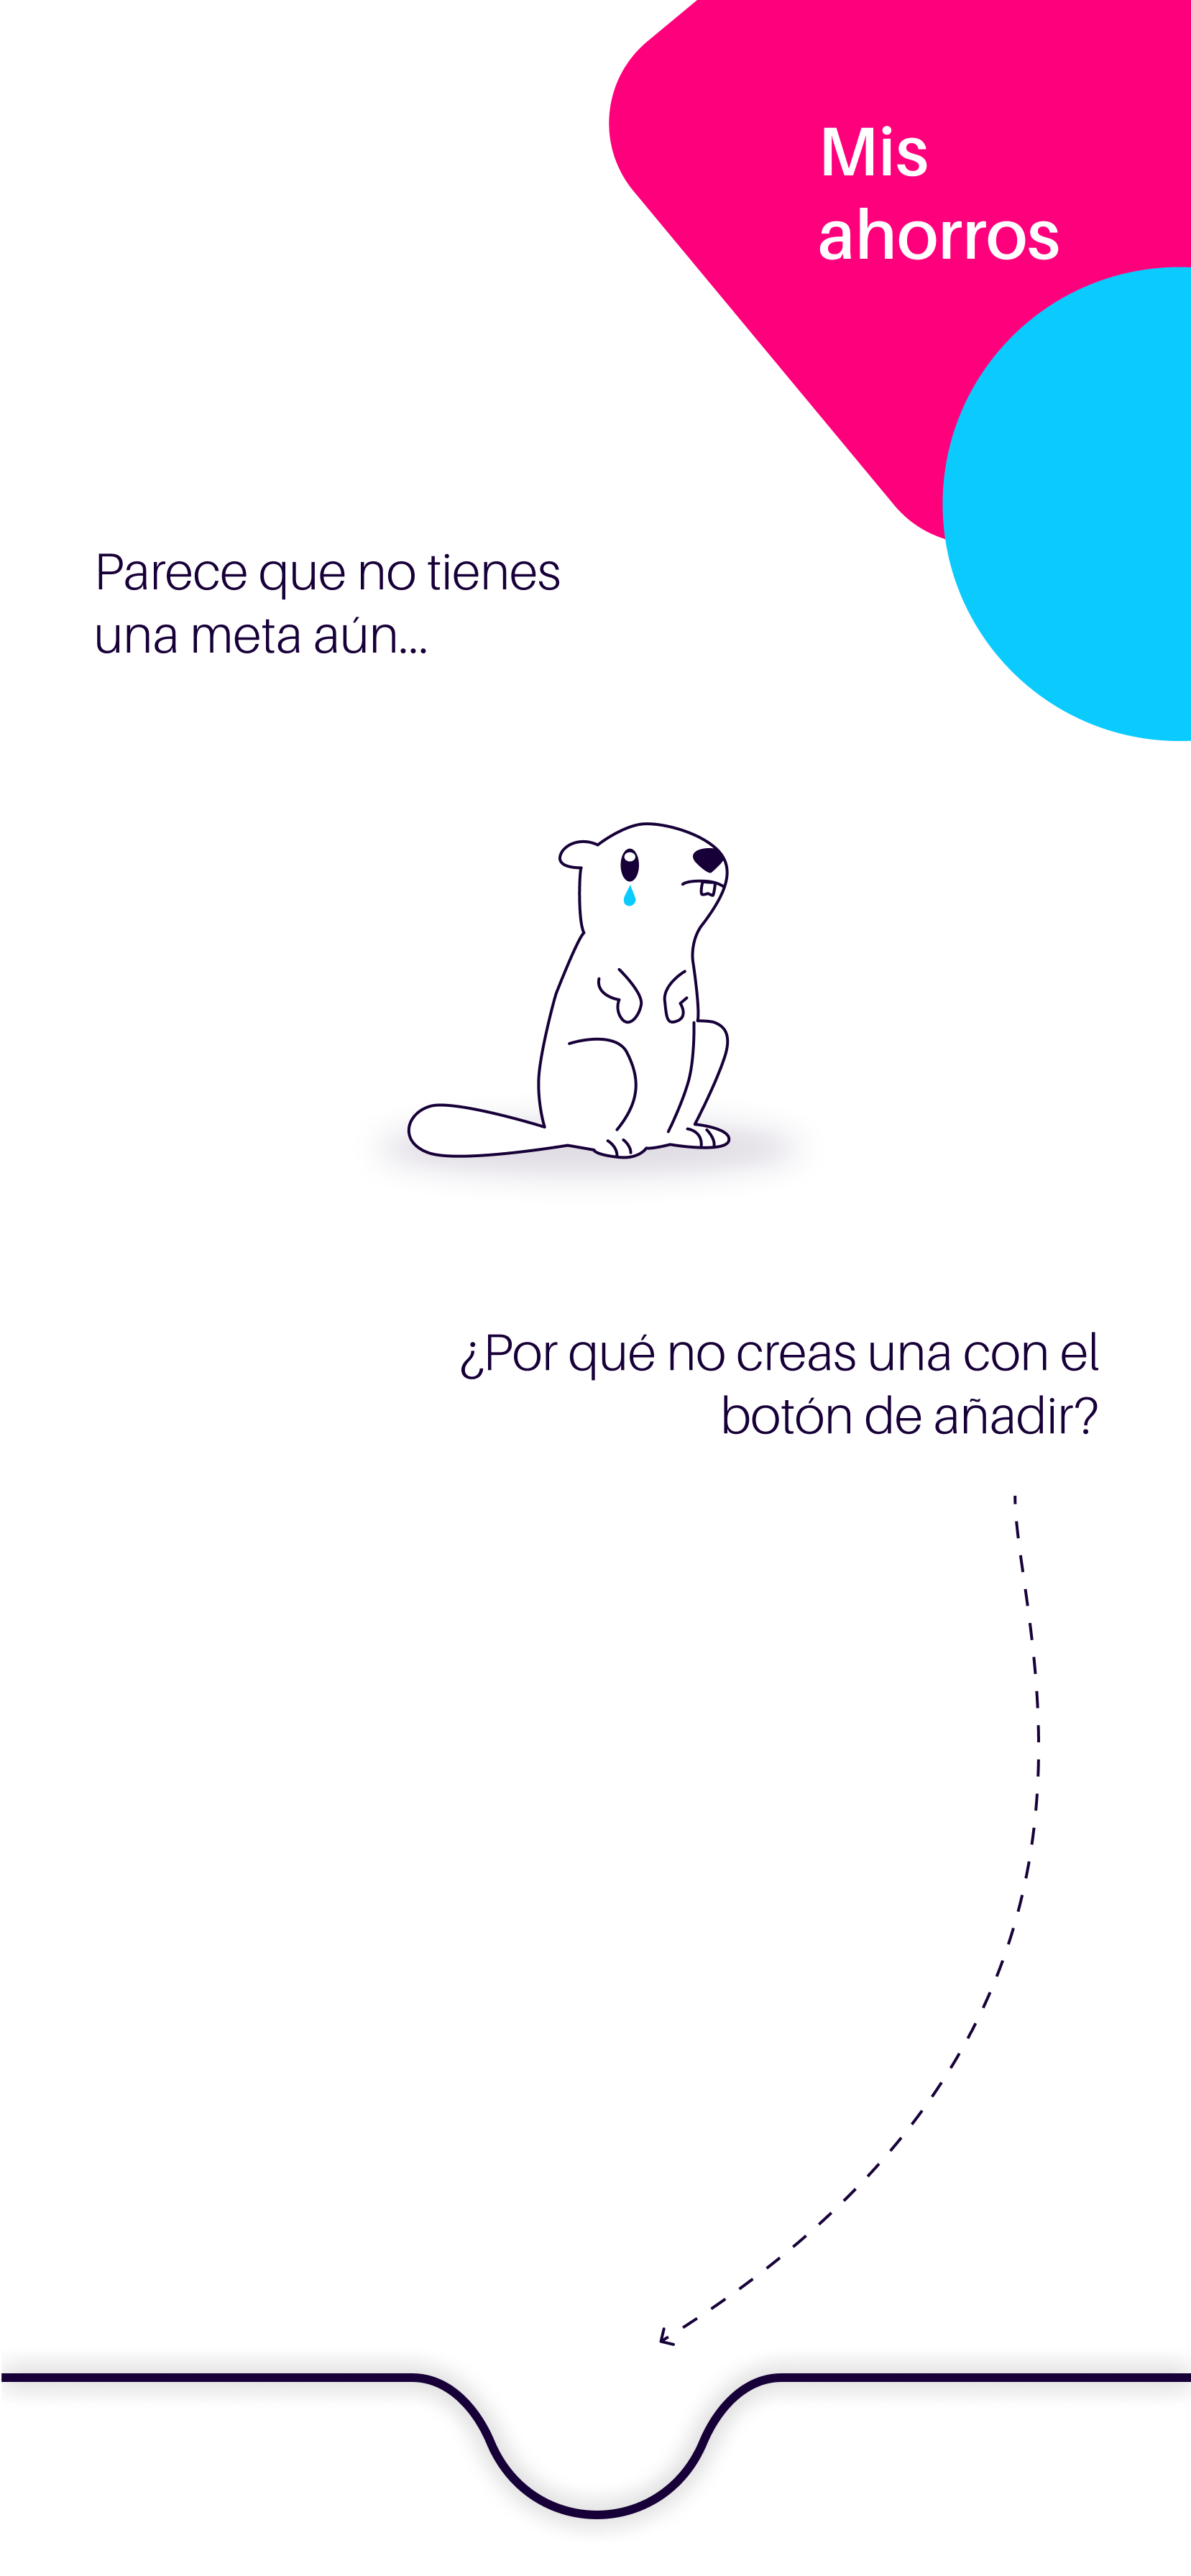 Mis
ahorros
Parece que no tienes
una meta aún...
¿Por qué no creas una con el
botón de añadir?